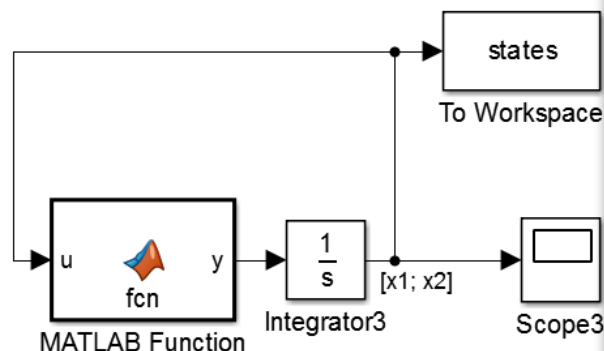 states
To Workspace
u
y
fcn
MATLAB Function
1
s
Integrator3
[x1; x2]
Scope3